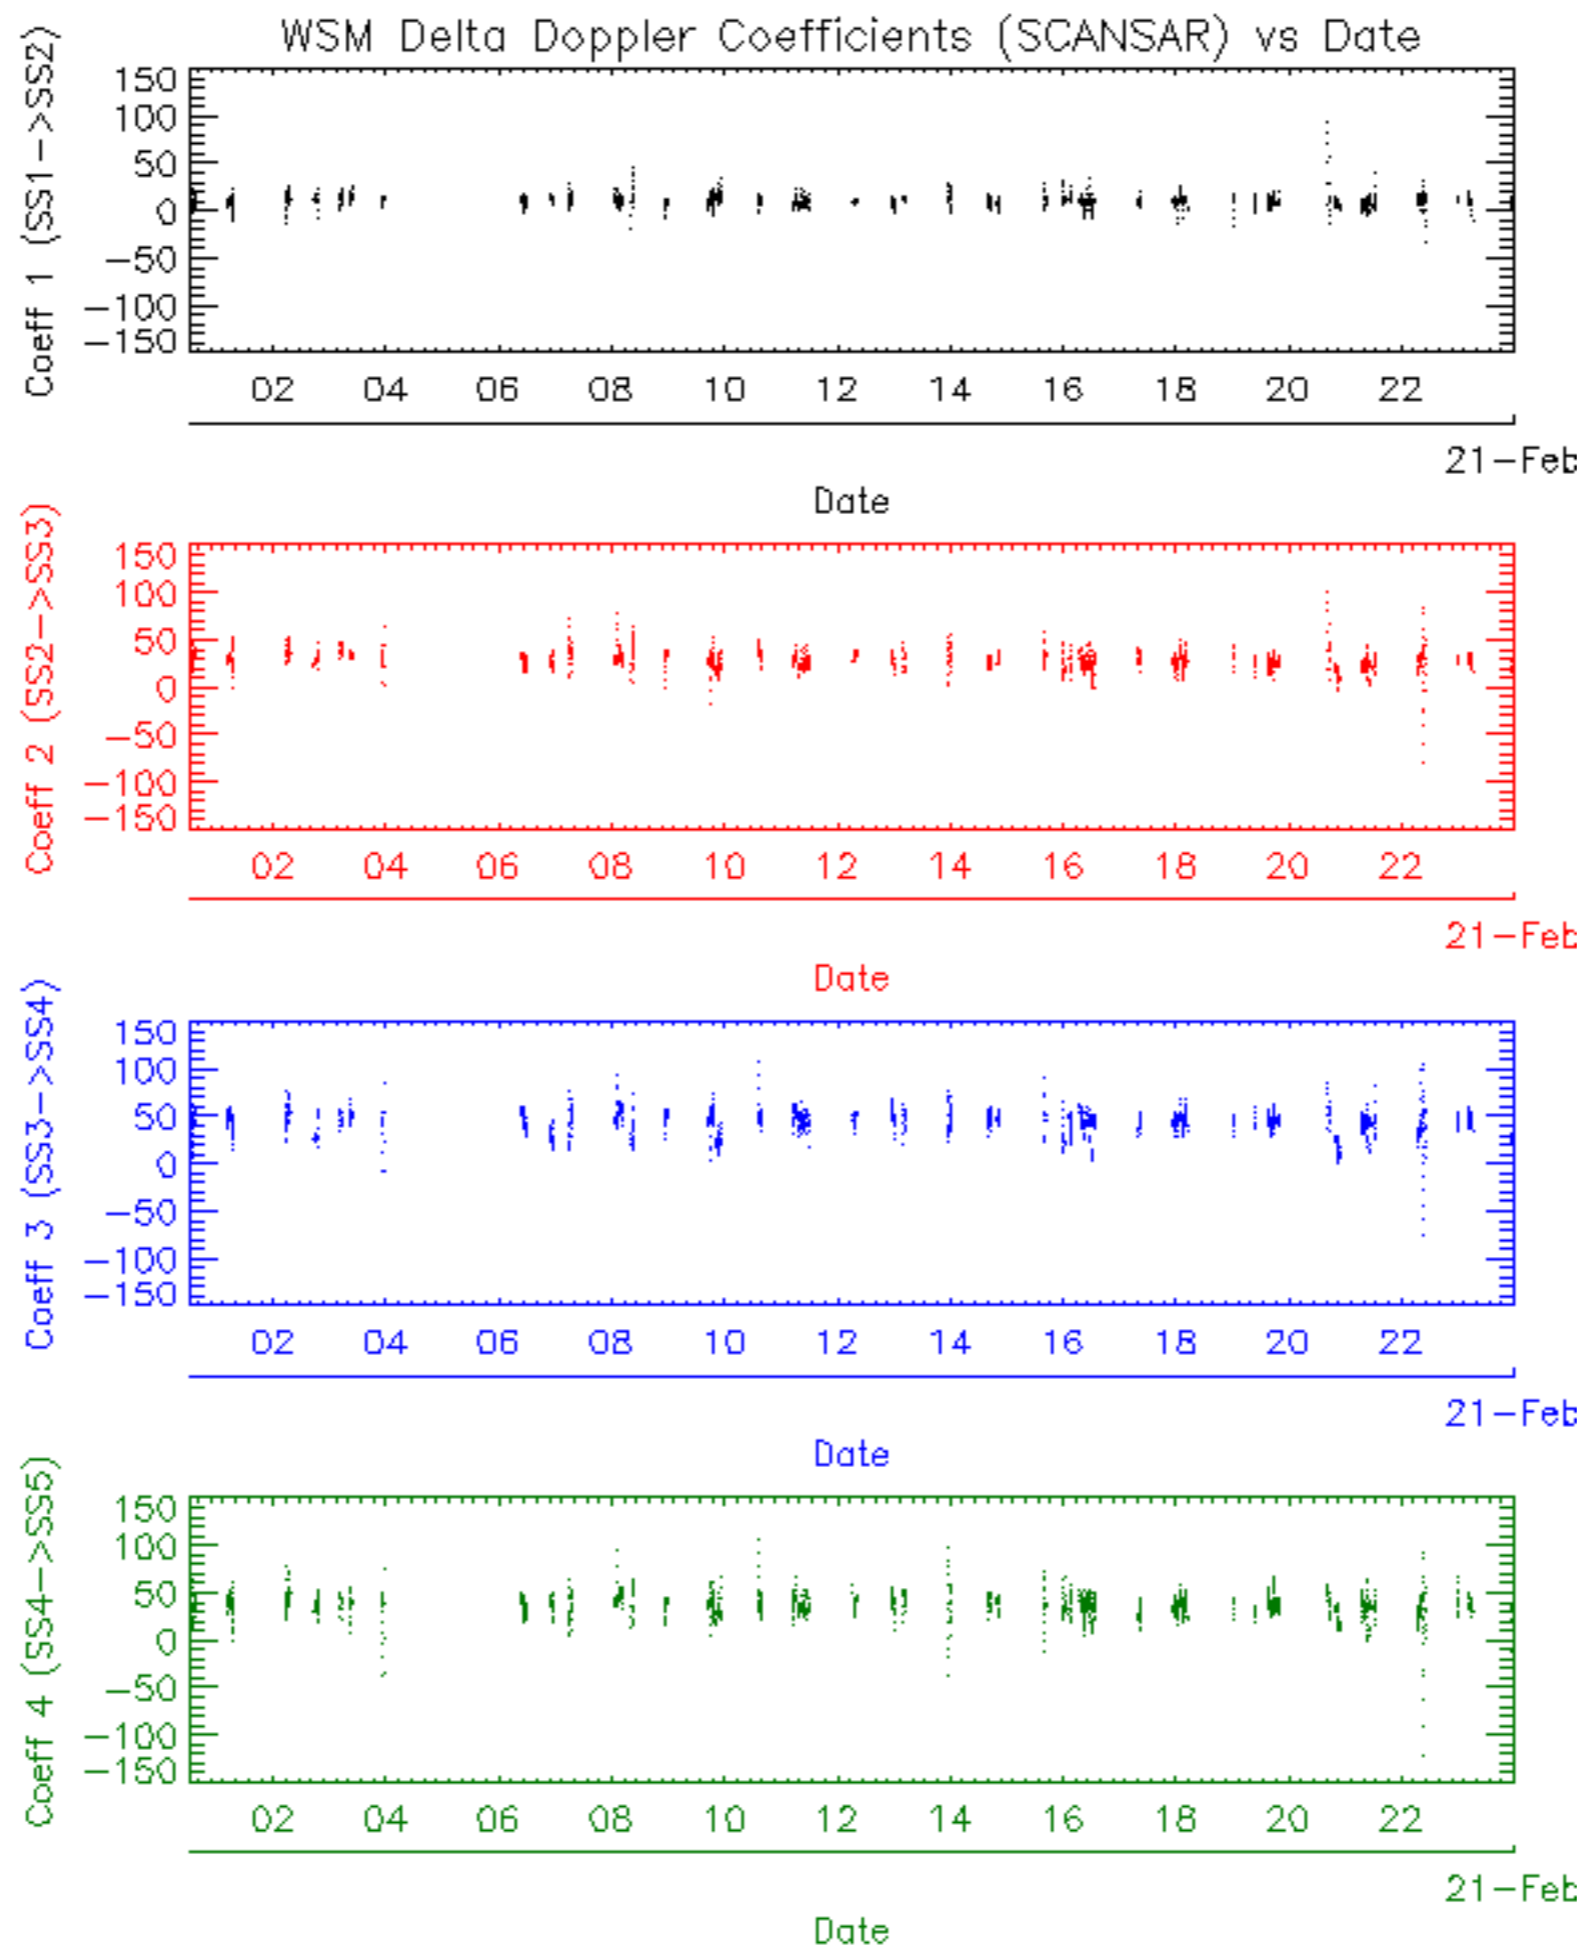 WSM Delta Doppler Coefficients (SCANSAR) vs Date
Coeff 1 (SS1->SS2)
150
100
50
0
-50
-100
-150
02 04 06 08 10 12 14 16 18 20 22
21-Feb
Date
Coeff 2 (SS2->SS3)
150
100
50
0
-50
-100
-150
02 04 06 08 10 12 14 16 18 20 22
21-Feb
Date
Coeff 3 (SS3->SS4)
150
100
50
0
-50
-100
-150
02 04 06 08 10 12 14 16 18 20 22
21-Feb
Date
Coeff 4 (SS4->SS5)
150
100
50
0
-50
-100
-150
02 04 06 08 10 12 14 16 18 20 22
21-Feb
Date